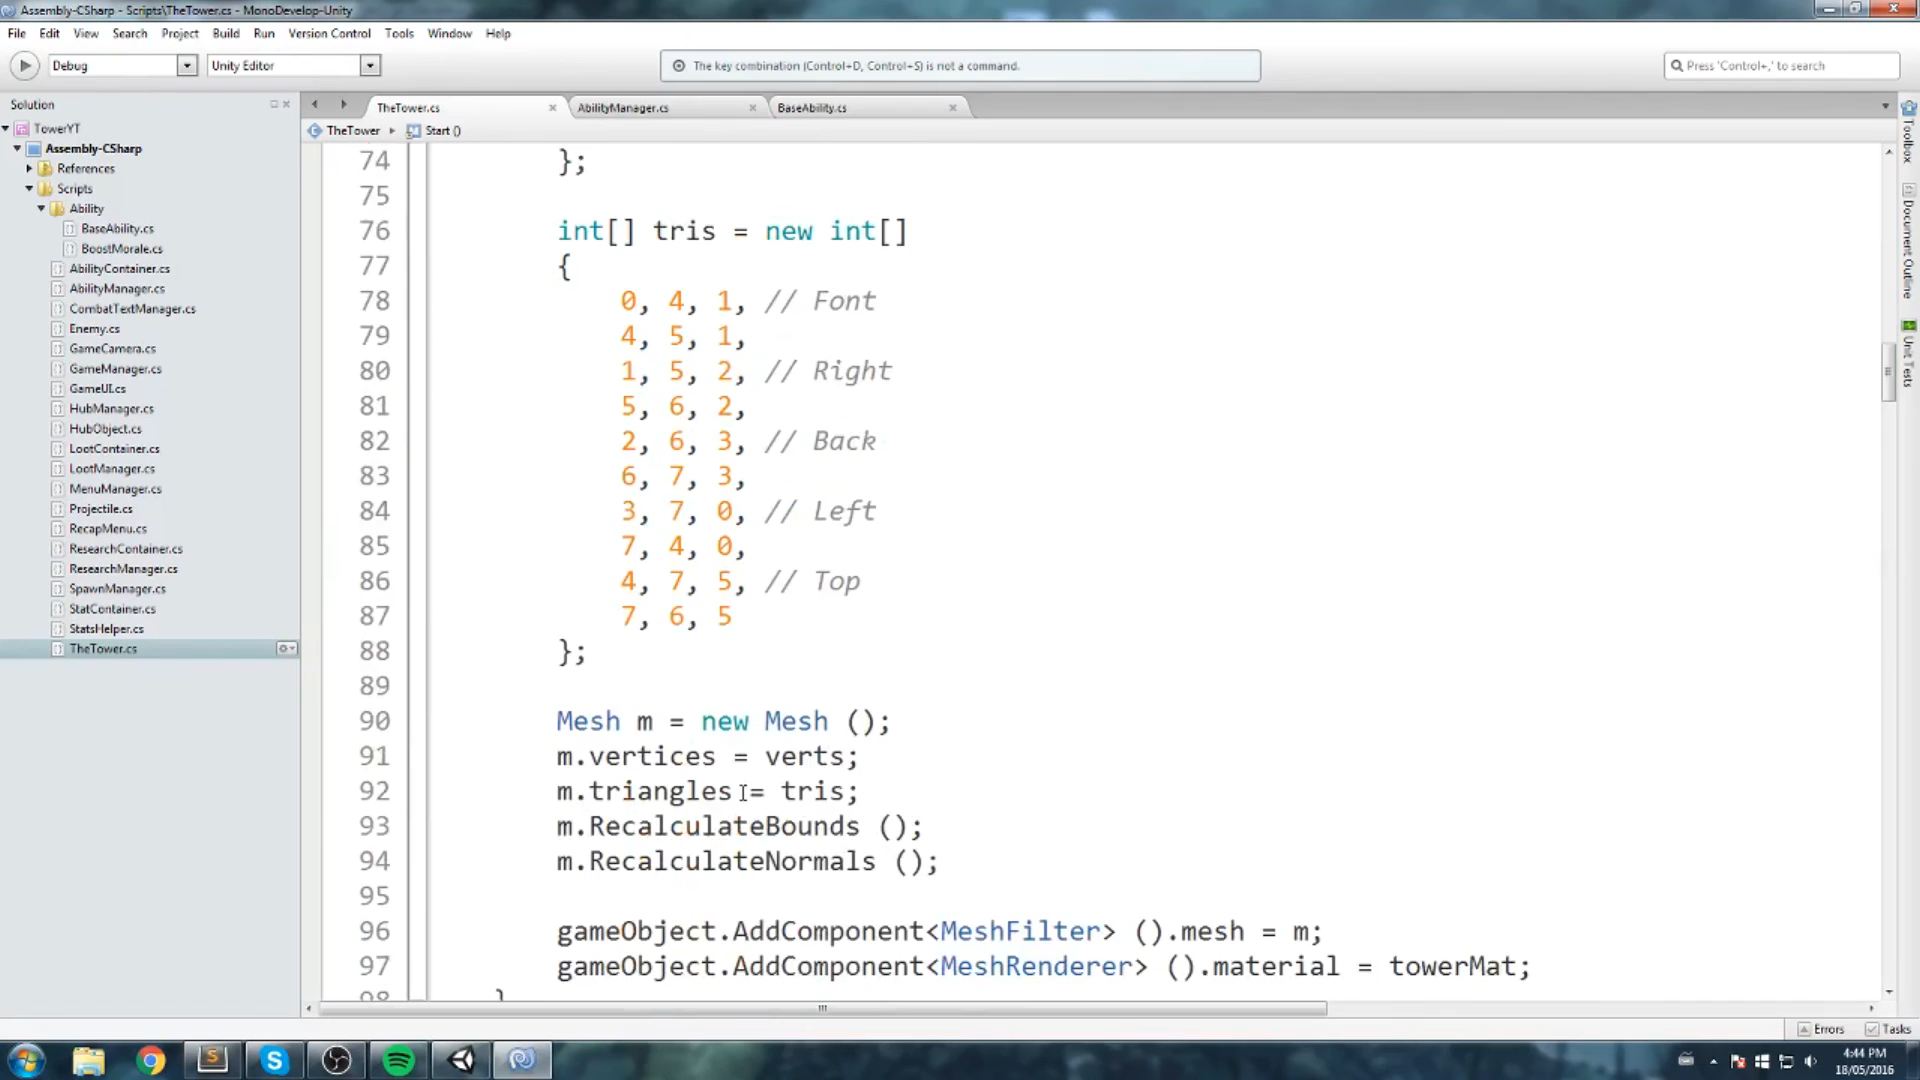 Assembly-CSharp - Scripts\TheTower.cs - MonoDevelop-Unity
File Edit View Search Project Build Run Version Control Tools Window Help
Debug Unity Editor The key combination (Control+D, Control+S) is not a command. Press 'Control+,' to search
Solution
TowerYT
Assembly-CSharp
References
Scripts
Ability
BaseAbility.cs
BoostMorale.cs
AbilityContainer.cs
AbilityManager.cs
CombatTextManager.cs
Enemy.cs
GameCamera.cs
GameManager.cs
GameUI.cs
HubManager.cs
HubObject.cs
LootContainer.cs
LootManager.cs
MenuManager.cs
Projectile.cs
RecapMenu.cs
ResearchContainer.cs
ResearchManager.cs
SpawnManager.cs
StatContainer.cs
StatsHelper.cs
TheTower.cs
TheTower.cs AbilityManager.cs BaseAbility.cs
TheTower Start ()
74 };
75
76 int[] tris = new int[]
77 {
78 0, 4, 1, // Font
79 4, 5, 1,
80 1, 5, 2, // Right
81 5, 6, 2,
82 2, 6, 3, // Back
83 6, 7, 3,
84 3, 7, 0, // Left
85 7, 4, 0,
86 4, 7, 5, // Top
87 7, 6, 5
88 };
89
90 Mesh m = new Mesh ();
91 m.vertices = verts;
92 m.triangles = tris;
93 m.RecalculateBounds ();
94 m.RecalculateNormals ();
95
96 gameObject.AddComponent<MeshFilter> ().mesh = m;
97 gameObject.AddComponent<MeshRenderer> ().material = towerMat;
98 }
Toolbox
Document Outline
Unit Tests
Errors Tasks
4:44 PM
18/05/2016